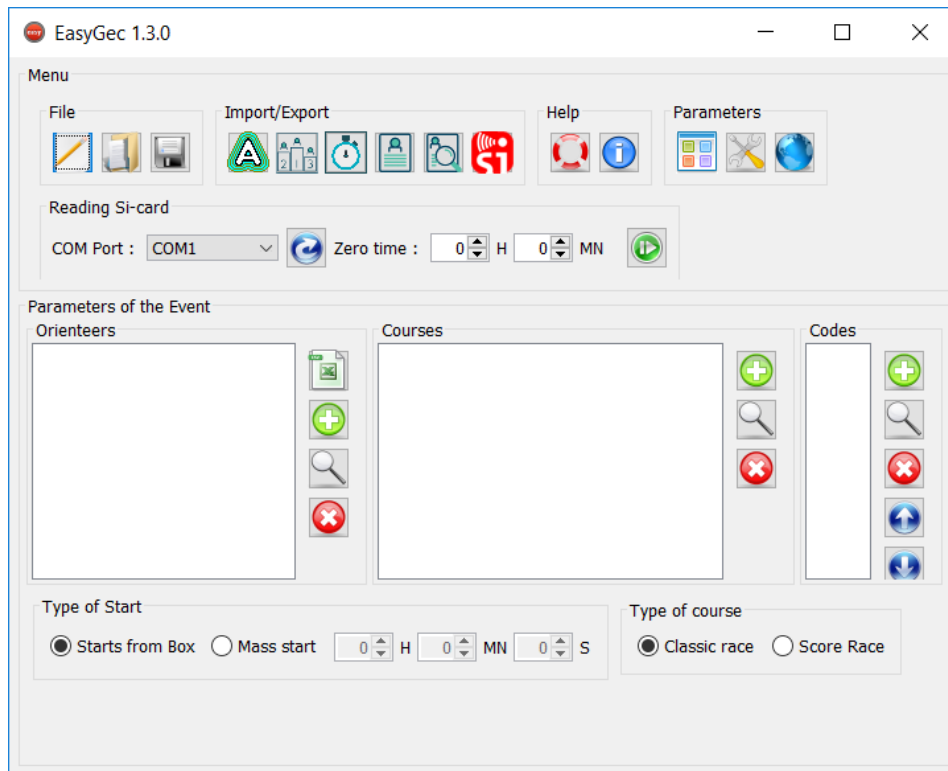 EasyGec 1.3.0
Menu
File Import/Export Help Parameters
Reading Si-card
COM Port : COM1 Zero time : 0 H 0 MN
Parameters of the Event
Orienteers Courses Codes
Type of Start Type of course
Starts from Box Mass start 0 H 0 MN 0 S Classic race Score Race